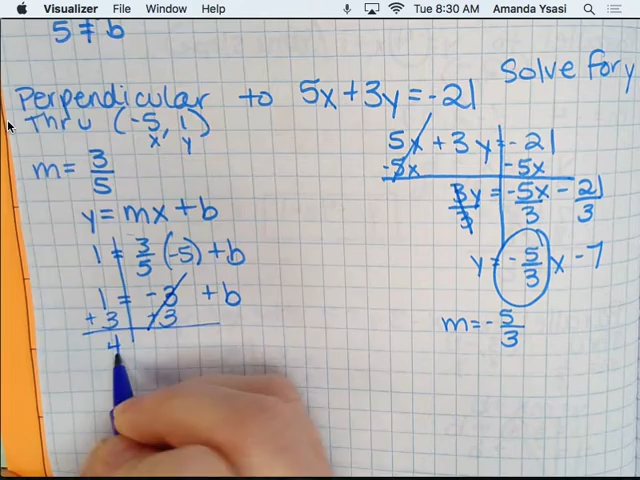 Visualizer File Edit Window Help Tue 8:30 AM Amanda Ysasi
5 = b
Solve for y
Perpendicular to 5x+3y=-21
Thru (-5, 1)
x y
m= 3/5
y=mx+b
1 = 3/5 (-5) +b
1 = -3 +b
+3 +3
4
5x +3y = -21
-5x -5x
3y/3 = -5x/3 - 21/3
y = -5/3 x -7
m=-5/3